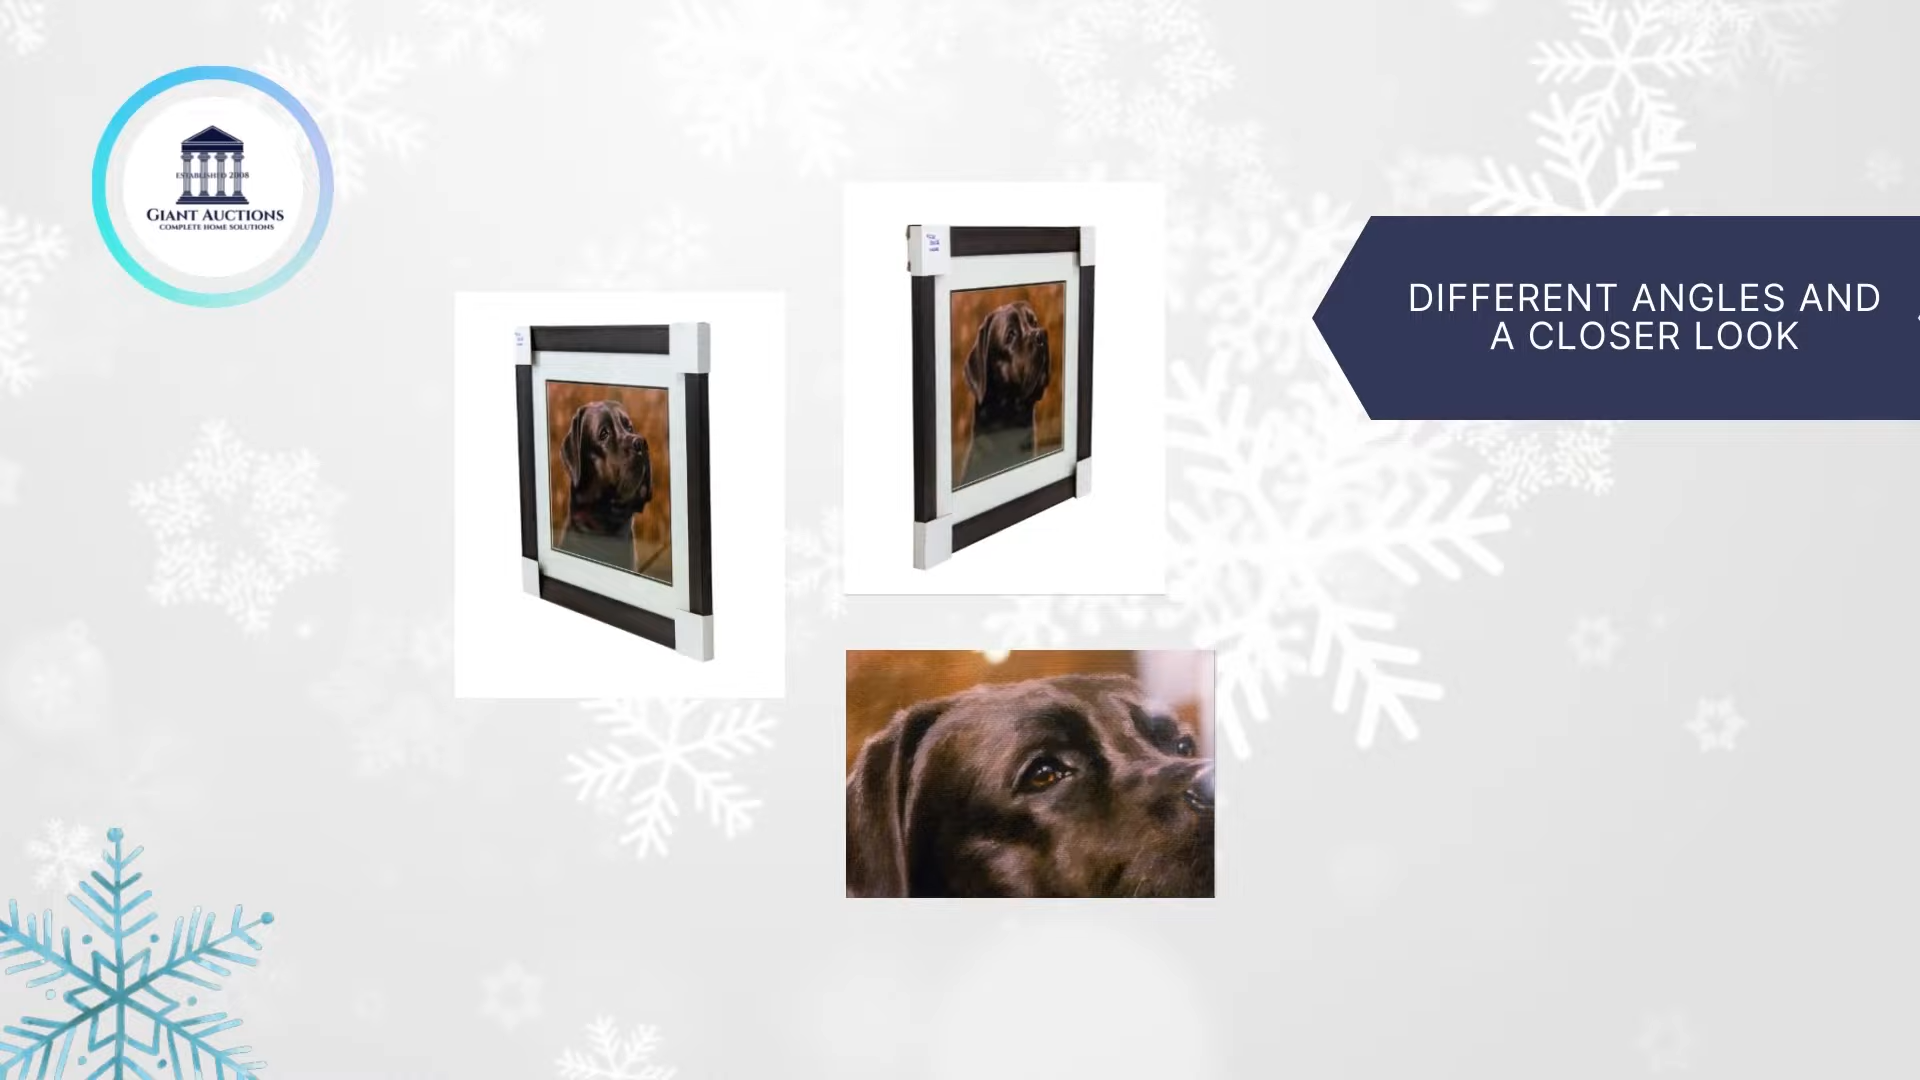 ESTABLISHED 2008
GIANT AUCTIONS
COMPLETE HOME SOLUTIONS
DIFFERENT ANGLES AND
A CLOSER LOOK